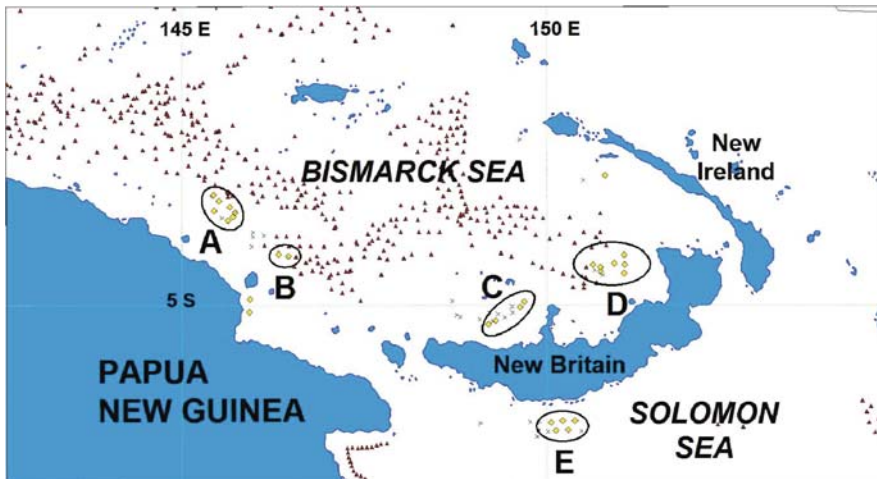 145 E
150 E
BISMARCK SEA
New
Ireland
A
B
C
D
5 S
New Britain
PAPUA
NEW GUINEA
SOLOMON
SEA
E